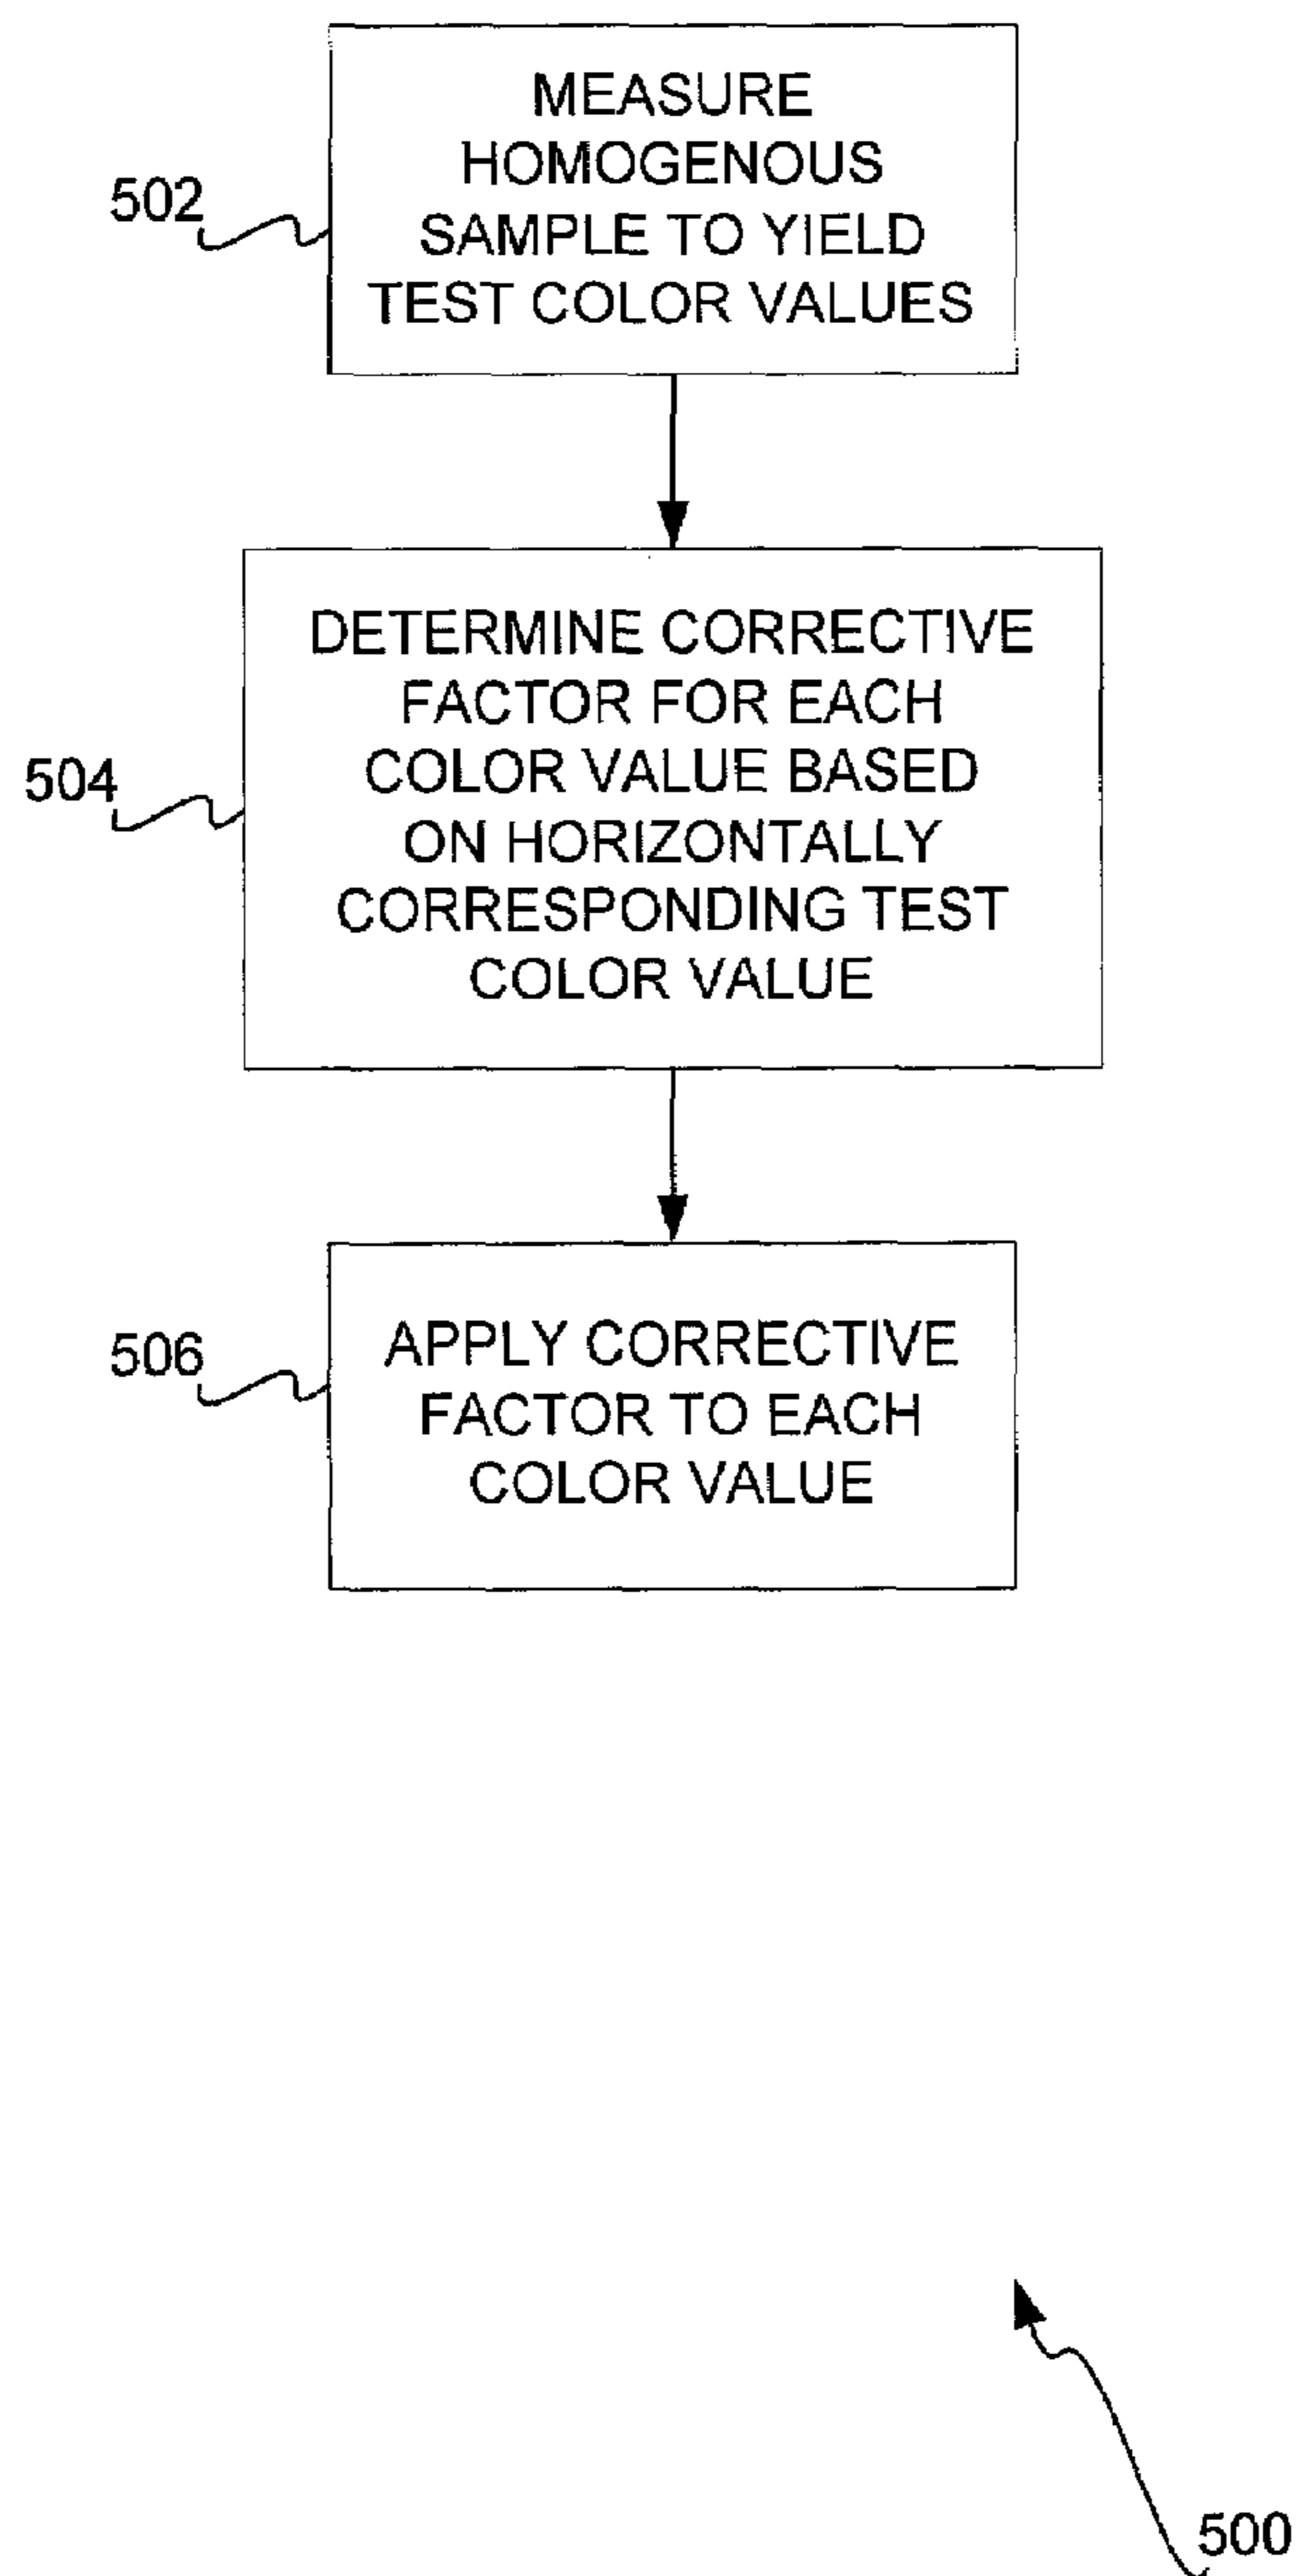 502
MEASURE
HOMOGENOUS
SAMPLE TO YIELD
TEST COLOR VALUES
504
DETERMINE CORRECTIVE
FACTOR FOR EACH
COLOR VALUE BASED
ON HORIZONTALLY
CORRESPONDING TEST
COLOR VALUE
506
APPLY CORRECTIVE
FACTOR TO EACH
COLOR VALUE
500